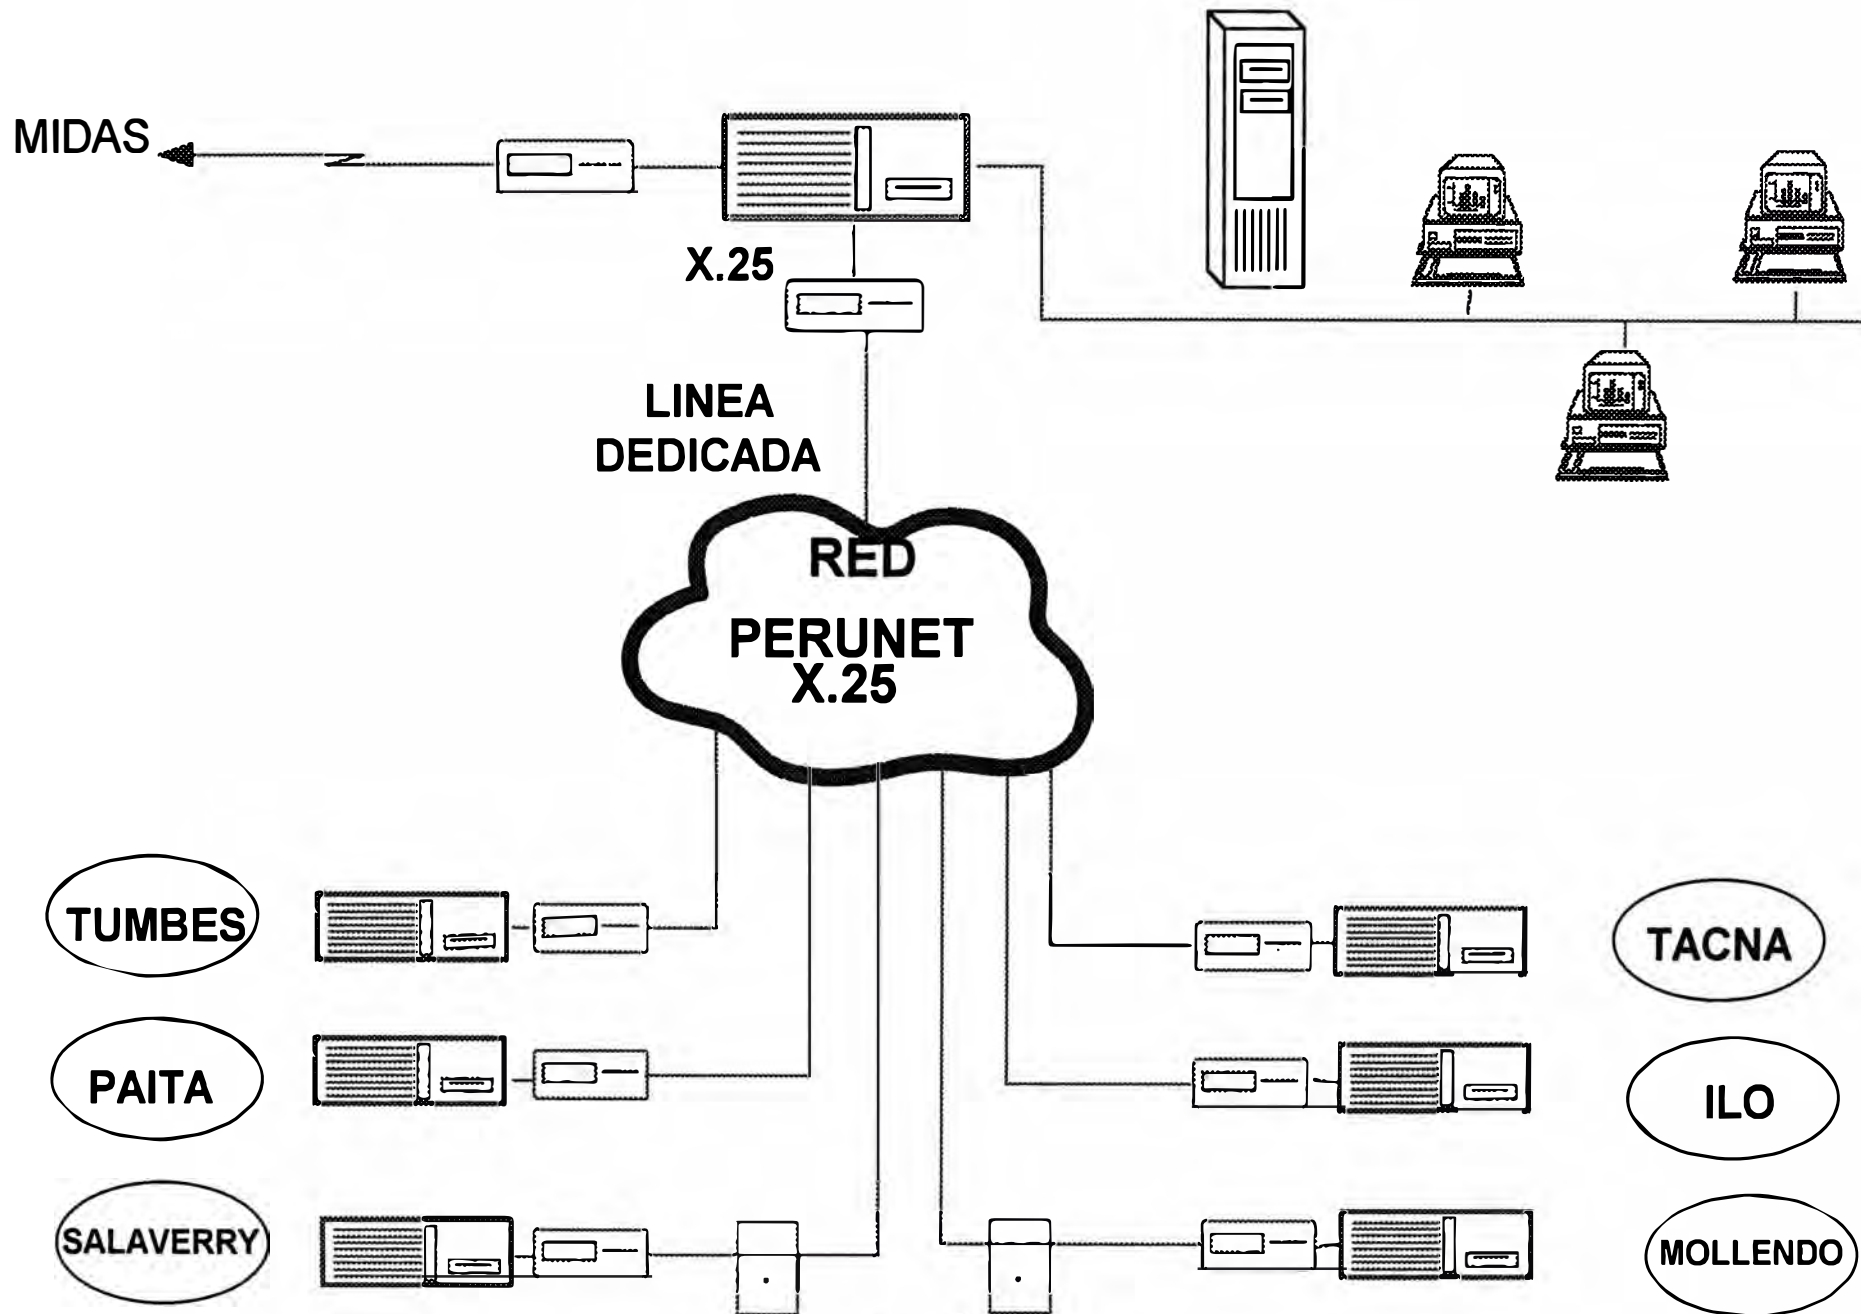 MIDAS
X.25
LINEA
DEDICADA
RED
PERUNET
X.25
TUMBES
TACNA
PAITA
ILO
SALAVERRY
MOLLENDO